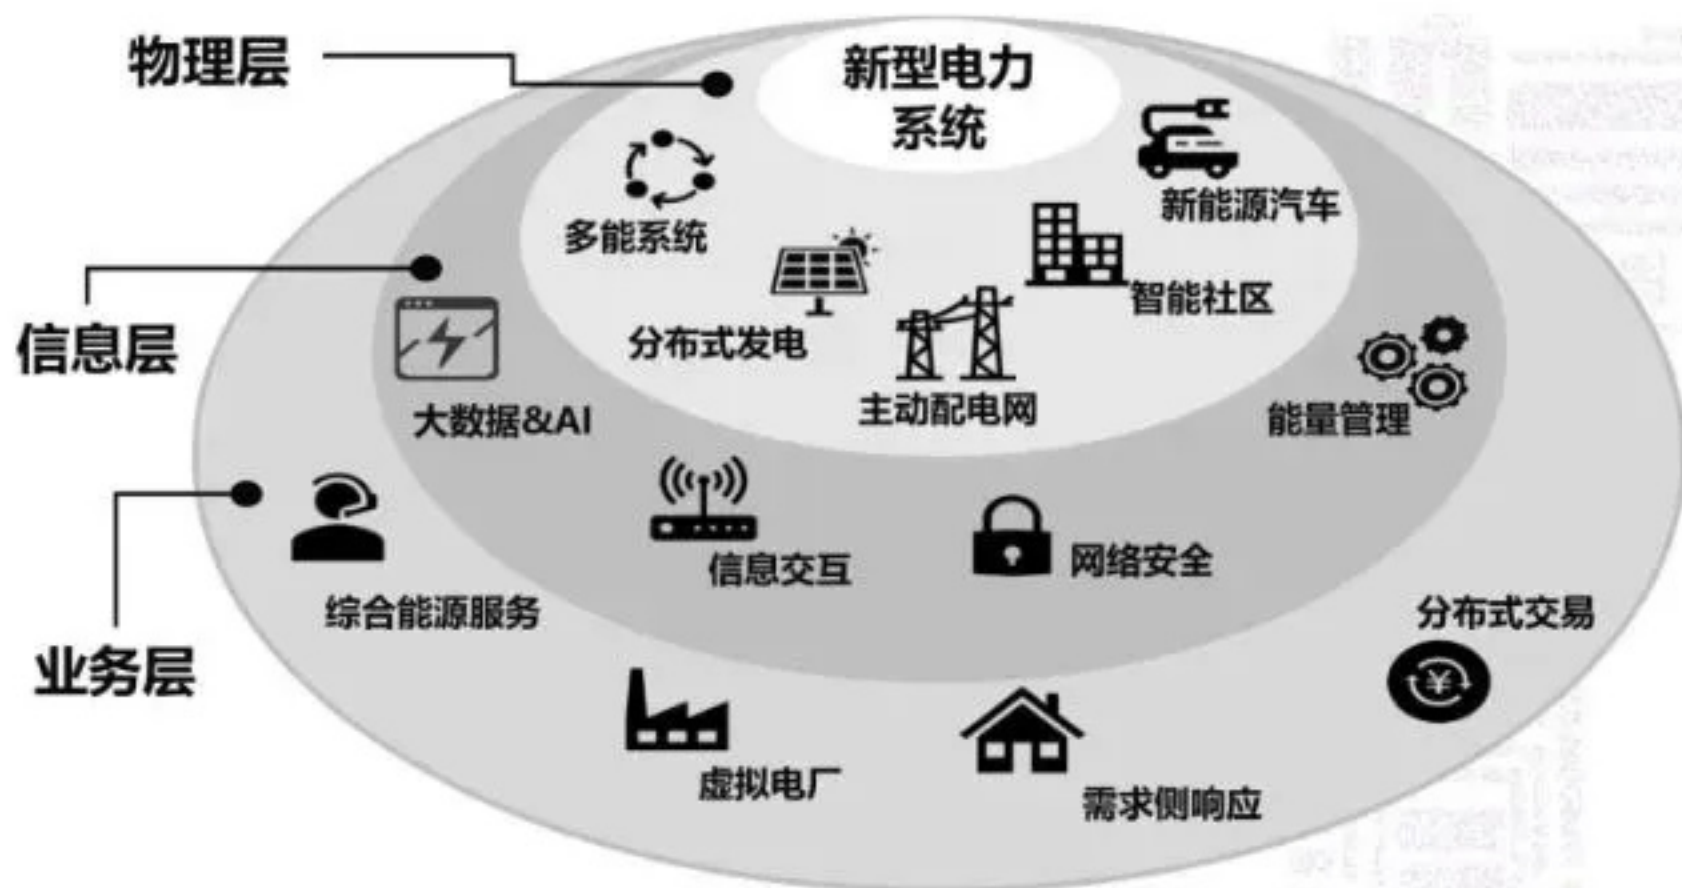 物理层
新型电力
系统
新能源汽车
多能系统
智能社区
分布式发电
主动配电网
信息层
大数据&AI
能量管理
信息交互
网络安全
综合能源服务
分布式交易
业务层
虚拟电厂
需求侧响应
¥